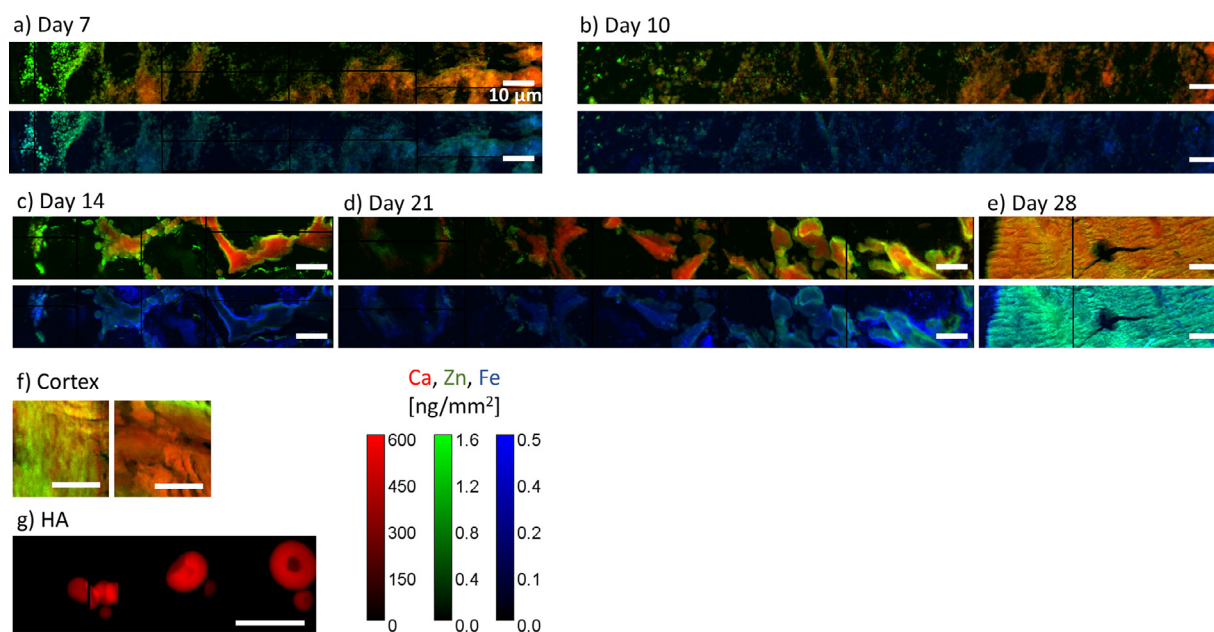 a) Day 7
b) Day 10
10 μm
c) Day 14
d) Day 21
e) Day 28
f) Cortex
Ca, Zn, Fe
[ng/mm²]
600 1.6 0.5
450 1.2 0.4
300 0.8 0.2
150 0.4 0.1
0 0.0 0.0
g) HA